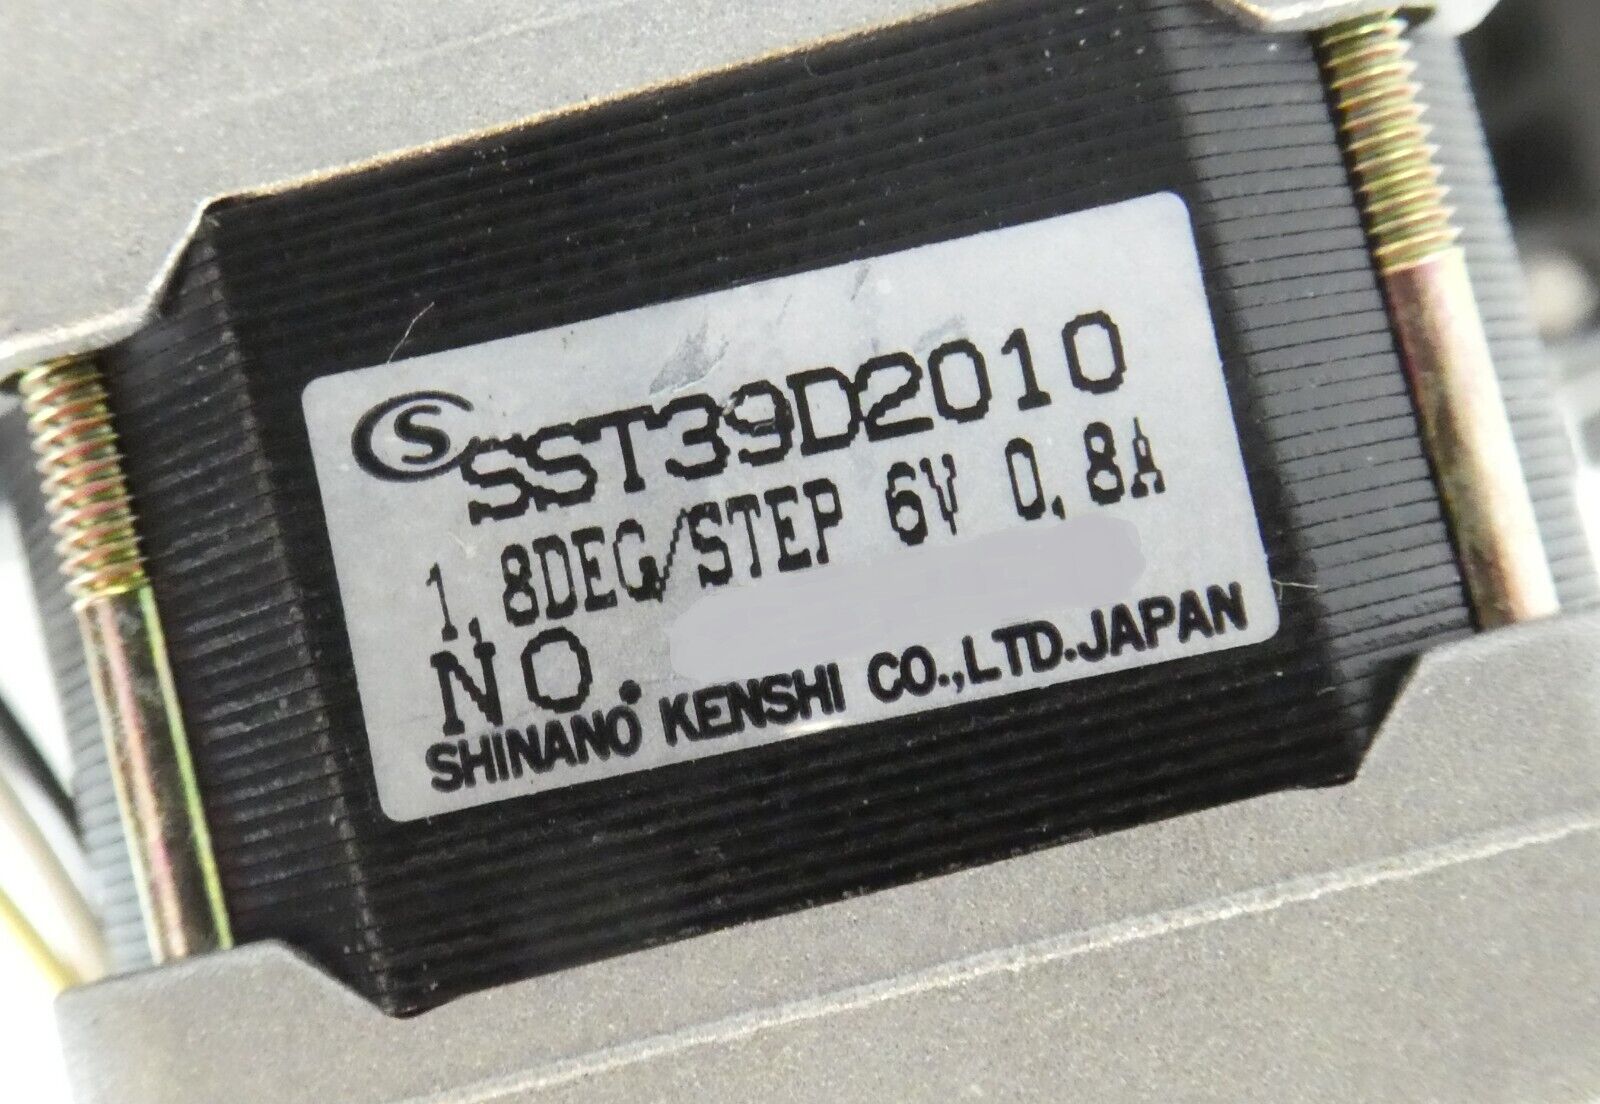 S SST39D2010
1.8DEG/STEP 6V 0.8A
NO.
SHINANO KENSHI CO.,LTD.JAPAN